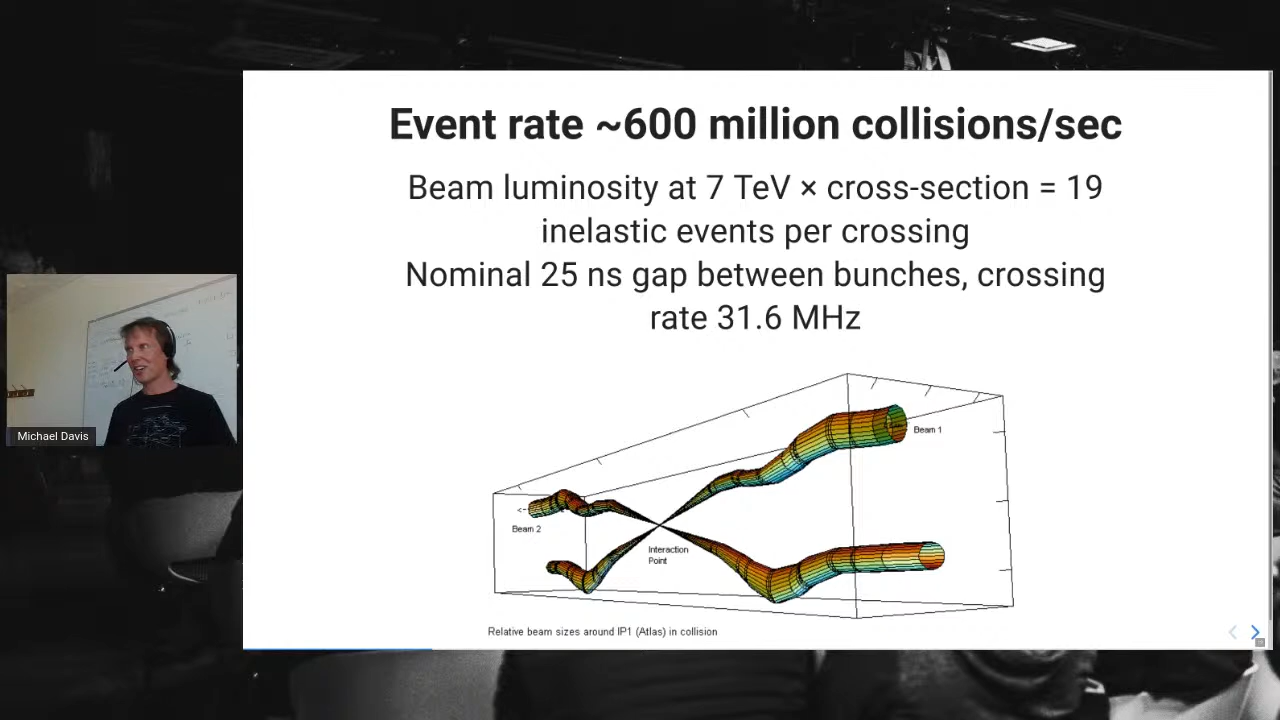 Event rate ~600 million collisions/sec
Beam luminosity at 7 TeV × cross-section = 19
inelastic events per crossing
Nominal 25 ns gap between bunches, crossing
rate 31.6 MHz
Beam 1
Beam 2
Interaction
Point
Relative beam sizes around IP1 (Atlas) in collision
Michael Davis